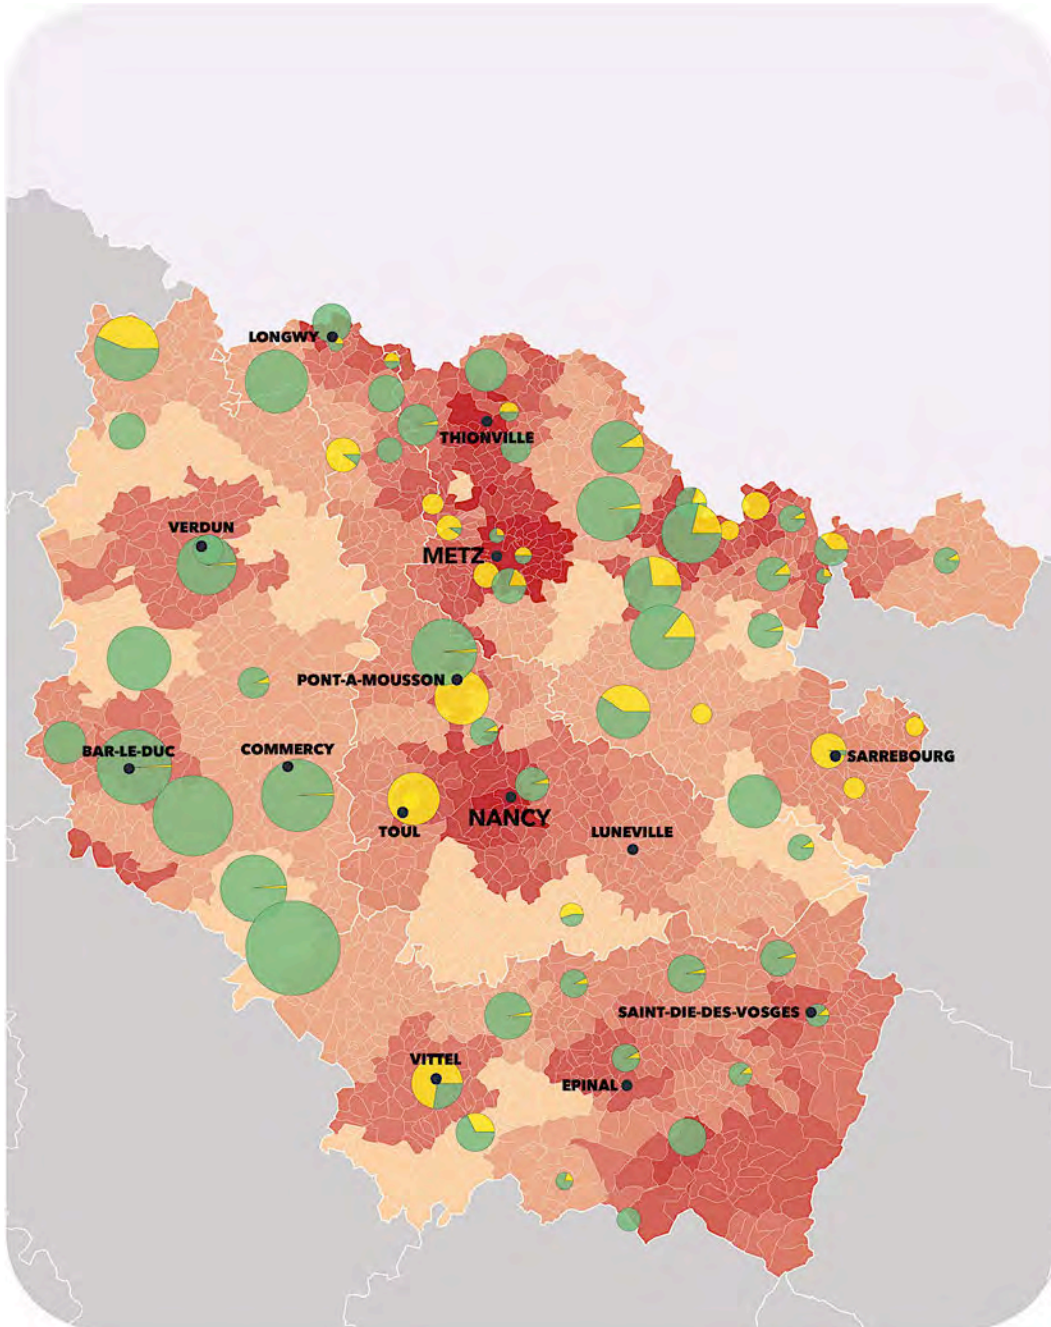 LONGWY
THIONVILLE
VERDUN
METZ
PONT-A-MOUSSON
BAR-LE-DUC
COMMERCY
SARREBOURG
TOUL
NANCY
LUNEVILLE
SAINT-DIE-DES-VOSGES
VITTEL
EPINAL